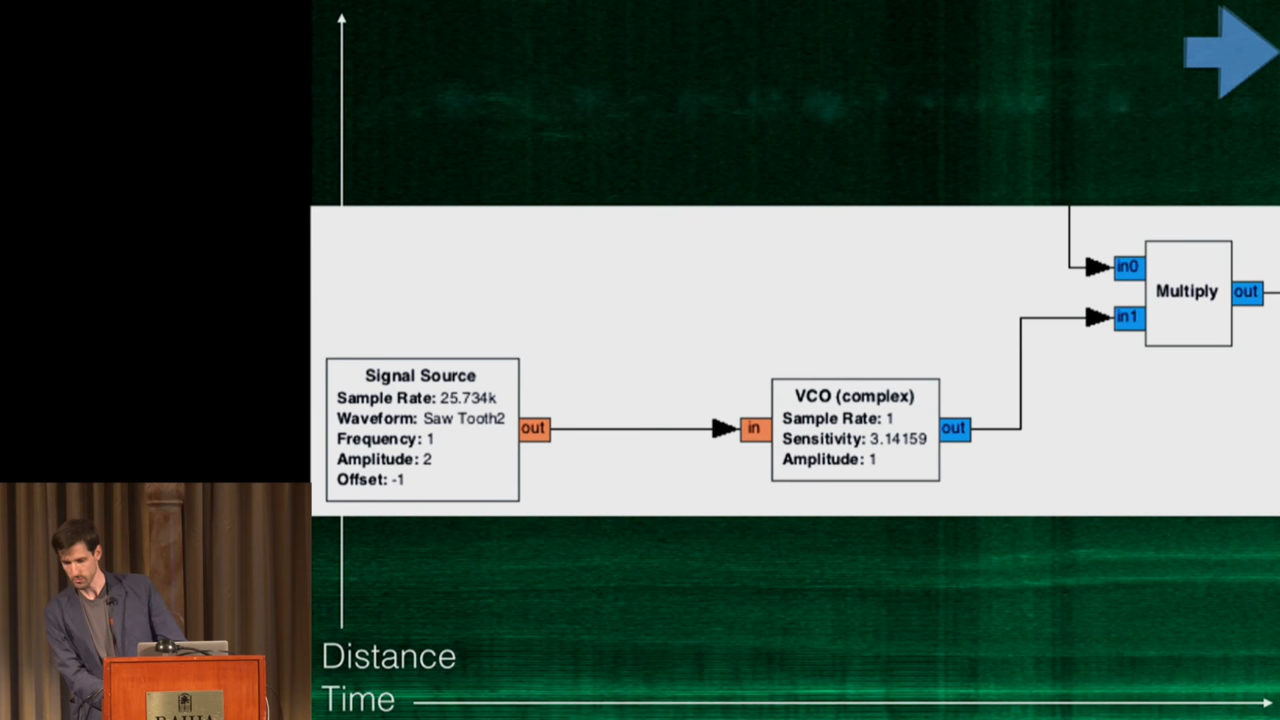 in0
Multiply
out
in1
Signal Source
Sample Rate: 25.734k
Waveform: Saw Tooth2
Frequency: 1
Amplitude: 2
Offset: -1
out
in
VCO (complex)
Sample Rate: 1
Sensitivity: 3.14159
Amplitude: 1
out
Distance
Time